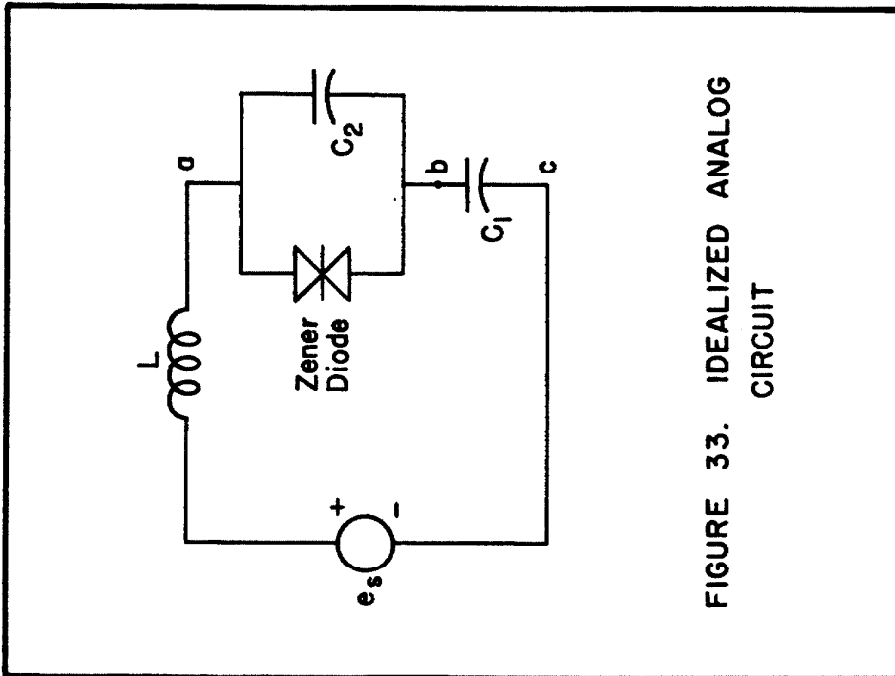 L
a
Zener
Diode
C2
b
C1
c
+
es
-
FIGURE 33. IDEALIZED ANALOG
CIRCUIT